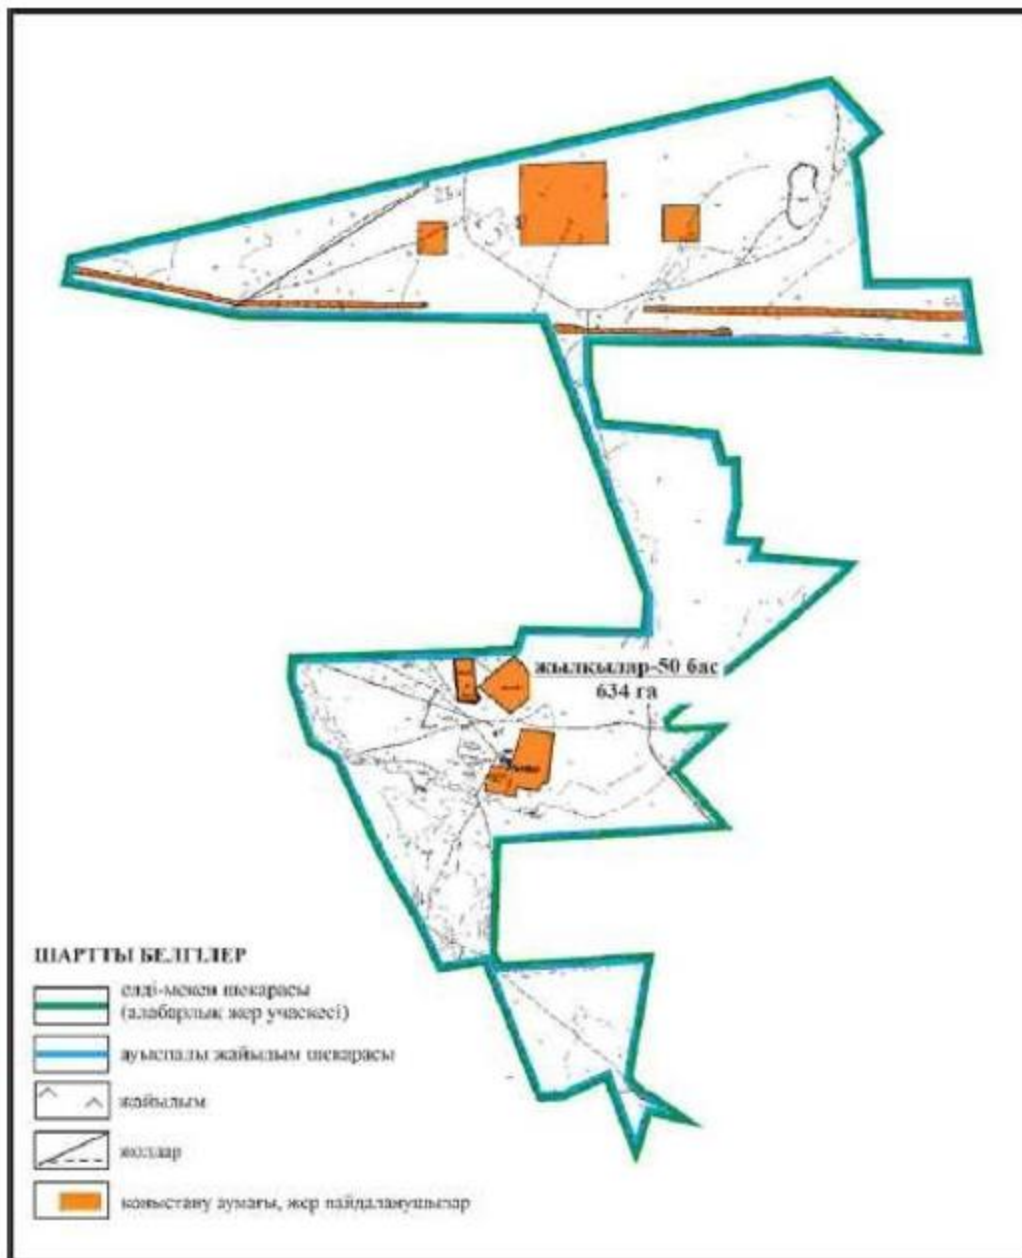 жылқылар-50 бас
634 га
ШАРТТЫ БЕЛГІЛЕР
елді-мекен шекарасы
(алабарлық жер учаскесі)
ауыспалы жайылым шекарасы
жайылым
жолдар
қоныстану аумағы, жер пайдаланушылар